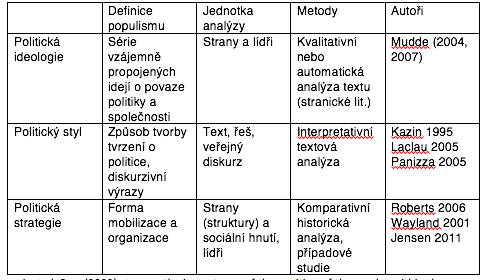 Definice populismu
Jednotka analýzy
Metody
Autoři
Politická ideologie
Série vzájemně propojených idejí o povaze politiky a společnosti
Strany a lídři
Kvalitativní nebo automatická analýza textu (stranické lit.)
Mudde (2004, 2007)
Politický styl
Způsob tvorby tvrzení o politice, diskurzivní výrazy
Text, řeš, veřejný diskurz
Interpretativní textová analýza
Kazin 1995
Laclau 2005
Panizza 2005
Politická strategie
Forma mobilizace a organizace
Strany (struktury) a sociální hnutí, lídři
Komparativní historická analýza, případové studie
Roberts 2006
Wayland 2001
Jensen 2011